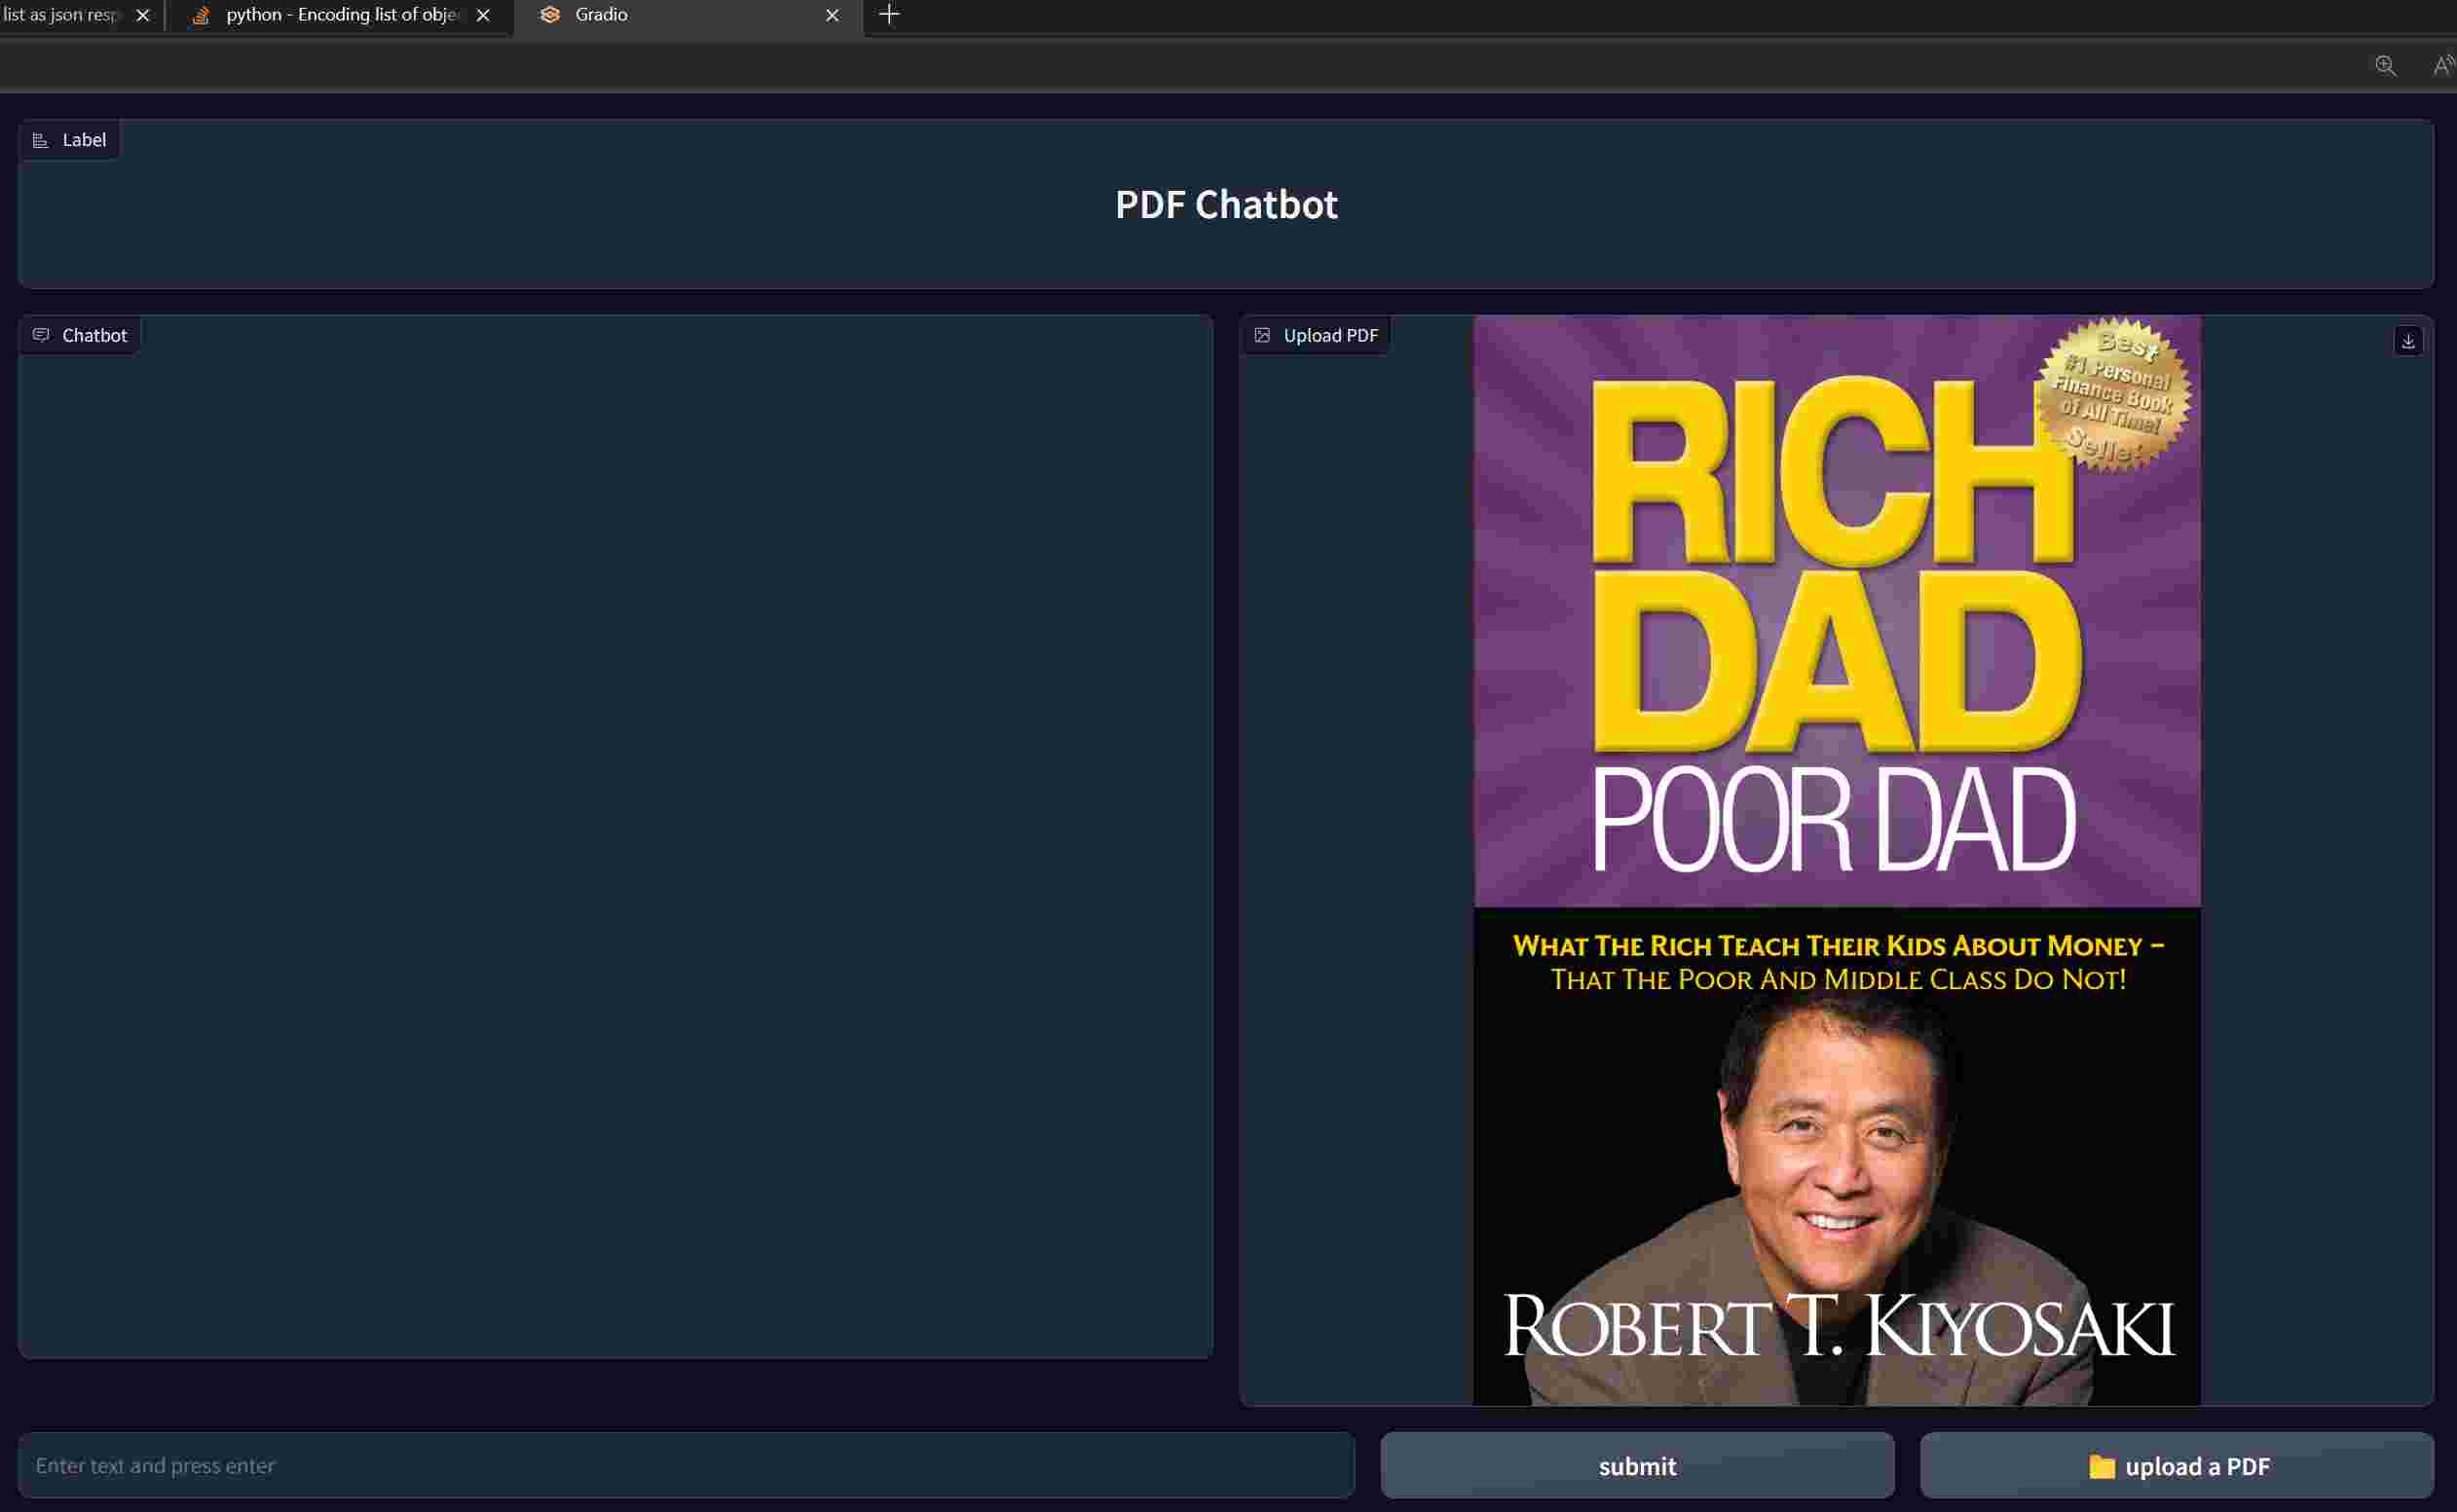 list as json resp
python - Encoding list of obje
Gradio
Label
PDF Chatbot
Chatbot
Upload PDF
Best
#1 Personal
Finance Book
of All Time!
Seller
RICH
DAD
POOR DAD
WHAT THE RICH TEACH THEIR KIDS ABOUT MONEY –
THAT THE POOR AND MIDDLE CLASS DO NOT!
ROBERT T. KIYOSAKI
Enter text and press enter
submit
upload a PDF